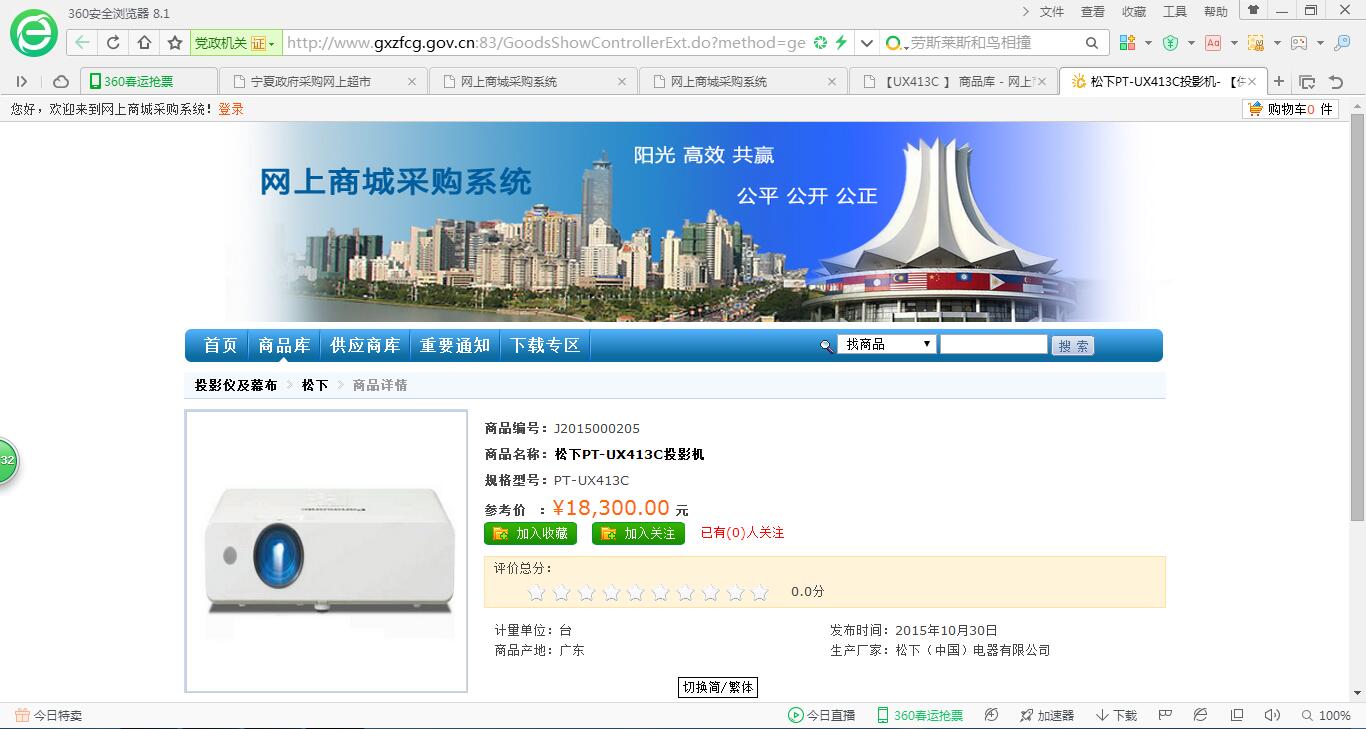 360安全浏览器 8.1
文件 查看 收藏 工具 帮助
党政机关 证 http://www.gxzfcg.gov.cn:83/GoodsShowControllerExt.do?method=ge
劳斯莱斯和鸟相撞
360春运抢票 宁夏政府采购网上超市 网上商城采购系统 网上商城采购系统 【UX413C 】 商品库 - 网上 松下PT-UX413C投影机- 【
您好，欢迎来到网上商城采购系统！登录
购物车0 件
网上商城采购系统
阳光 高效 共赢
公平 公开 公正
首页 商品库 供应商库 重要通知 下载专区 找商品 搜 索
投影仪及幕布 松下 商品详情
商品编号：J2015000205
商品名称：松下PT-UX413C投影机
规格型号：PT-UX413C
参考价 ：¥18,300.00 元
加入收藏 加入关注 已有(0)人关注
评价总分：
0.0分
计量单位：台 发布时间：2015年10月30日
商品产地：广东 生产厂家：松下（中国）电器有限公司
切换简/繁体
32
Panasonic
今日特卖 今日直播 360春运抢票 加速器 下载 100%